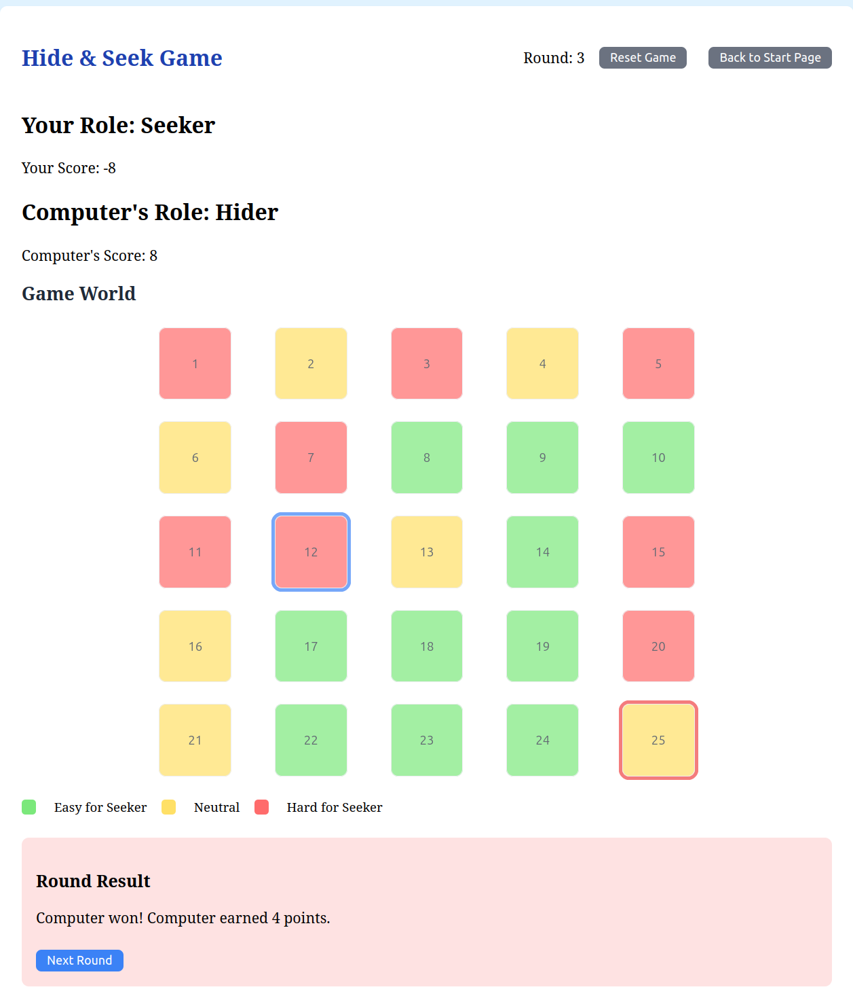 Hide & Seek Game
Round: 3
Reset Game
Back to Start Page
Your Role: Seeker
Your Score: -8
Computer's Role: Hider
Computer's Score: 8
Game World
1 2 3 4 5
6 7 8 9 10
11 12 13 14 15
16 17 18 19 20
21 22 23 24 25
Easy for Seeker Neutral Hard for Seeker
Round Result
Computer won! Computer earned 4 points.
Next Round